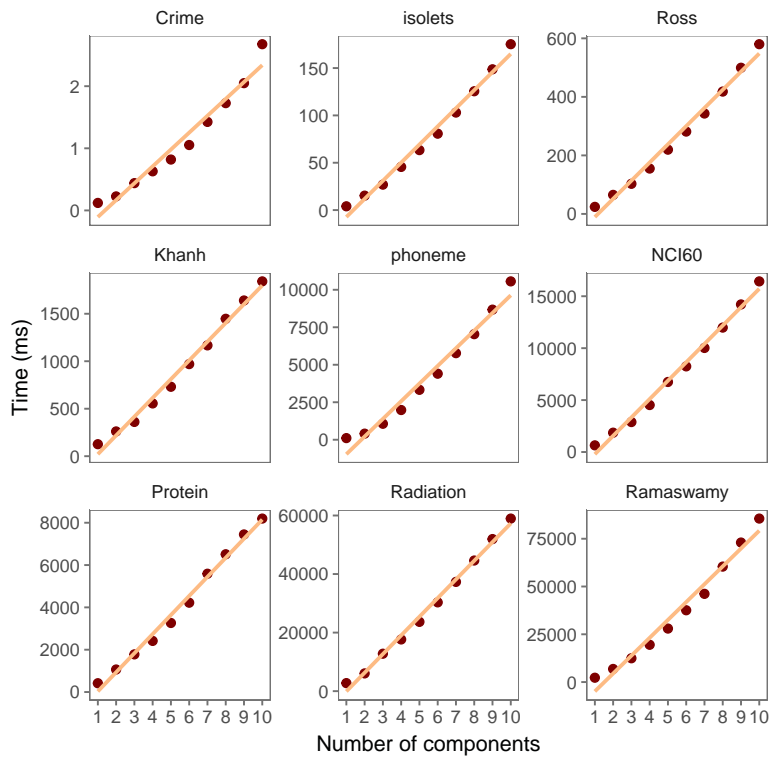 Crime
isolets
Ross
2
1
0
150
100
50
0
600
400
200
0
Khanh
phoneme
NCI60
1500
1000
500
0
10000
7500
5000
2500
0
15000
10000
5000
0
Time (ms)
Protein
Radiation
Ramaswamy
8000
6000
4000
2000
0
60000
40000
20000
0
75000
50000
25000
0
1 2 3 4 5 6 7 8 9 10
1 2 3 4 5 6 7 8 9 10
1 2 3 4 5 6 7 8 9 10
Number of components